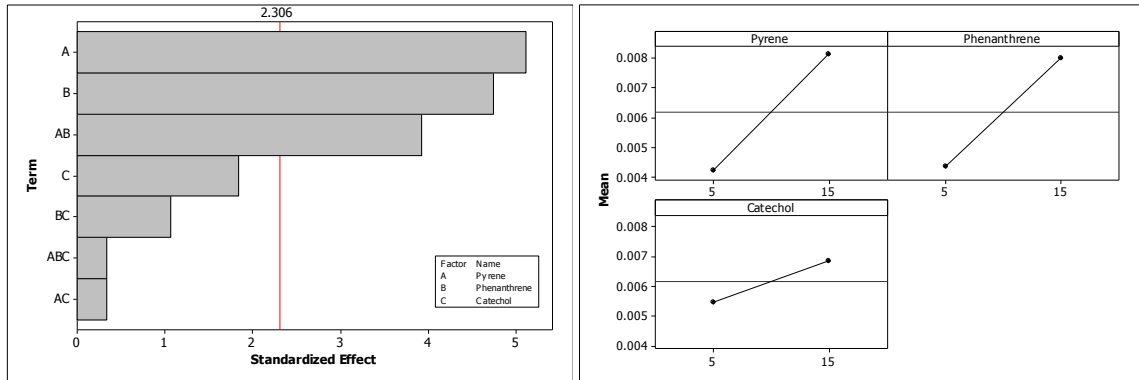 2.306
A
B
AB
C
BC
ABC
AC
Term
0 1 2 3 4 5
Standardized Effect
Factor Name
A Pyrene
B Phenanthrene
C Catechol
Pyrene Phenanthrene
0.008
0.007
0.006
0.005
0.004
5 15 5 15
Mean
Catechol
0.008
0.007
0.006
0.005
0.004
5 15